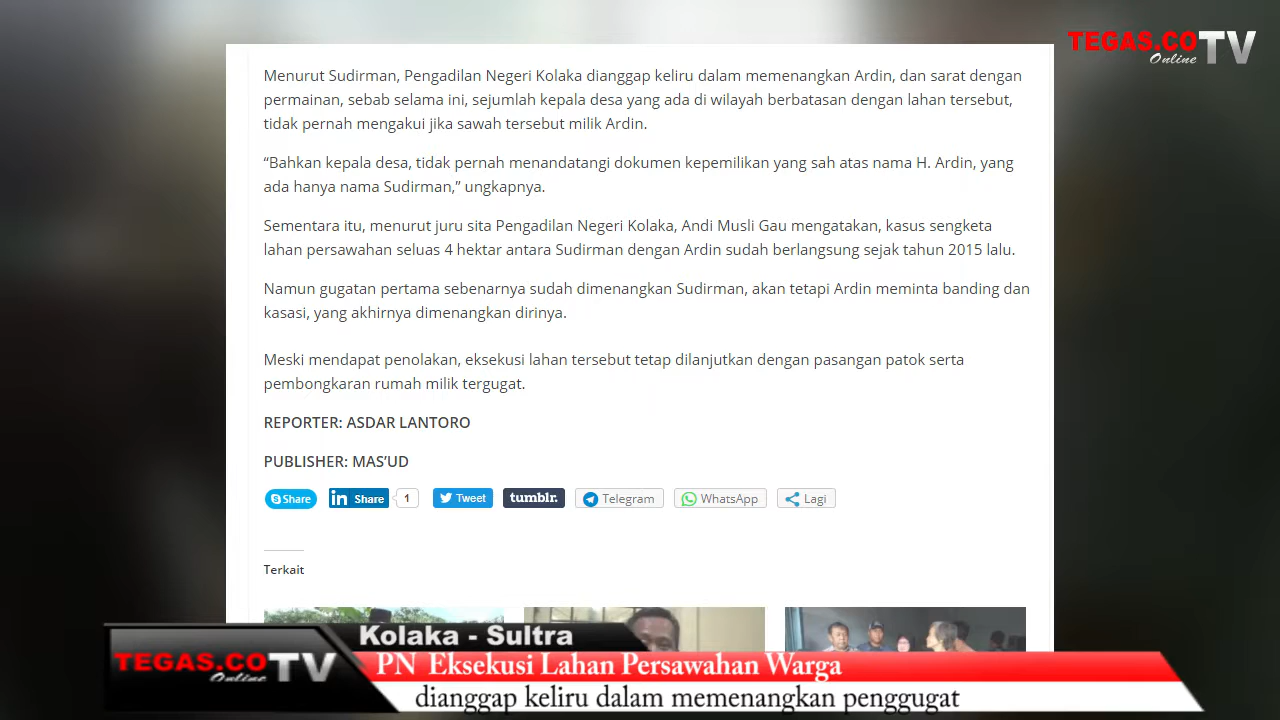 TEGAS.CO TV
Online
Menurut Sudirman, Pengadilan Negeri Kolaka dianggap keliru dalam memenangkan Ardin, dan sarat dengan
permainan, sebab selama ini, sejumlah kepala desa yang ada di wilayah berbatasan dengan lahan tersebut,
tidak pernah mengakui jika sawah tersebut milik Ardin.
“Bahkan kepala desa, tidak pernah menandatangi dokumen kepemilikan yang sah atas nama H. Ardin, yang
ada hanya nama Sudirman,” ungkapnya.
Sementara itu, menurut juru sita Pengadilan Negeri Kolaka, Andi Musli Gau mengatakan, kasus sengketa
lahan persawahan seluas 4 hektar antara Sudirman dengan Ardin sudah berlangsung sejak tahun 2015 lalu.
Namun gugatan pertama sebenarnya sudah dimenangkan Sudirman, akan tetapi Ardin meminta banding dan
kasasi, yang akhirnya dimenangkan dirinya.
Meski mendapat penolakan, eksekusi lahan tersebut tetap dilanjutkan dengan pasangan patok serta
pembongkaran rumah milik tergugat.
REPORTER: ASDAR LANTORO
PUBLISHER: MAS’UD
Share in Share 1 Tweet tumblr. Telegram WhatsApp Lagi
Terkait
Kolaka - Sultra
TEGAS.CO TV
Online
PN Eksekusi Lahan Persawahan Warga
dianggap keliru dalam memenangkan penggugat